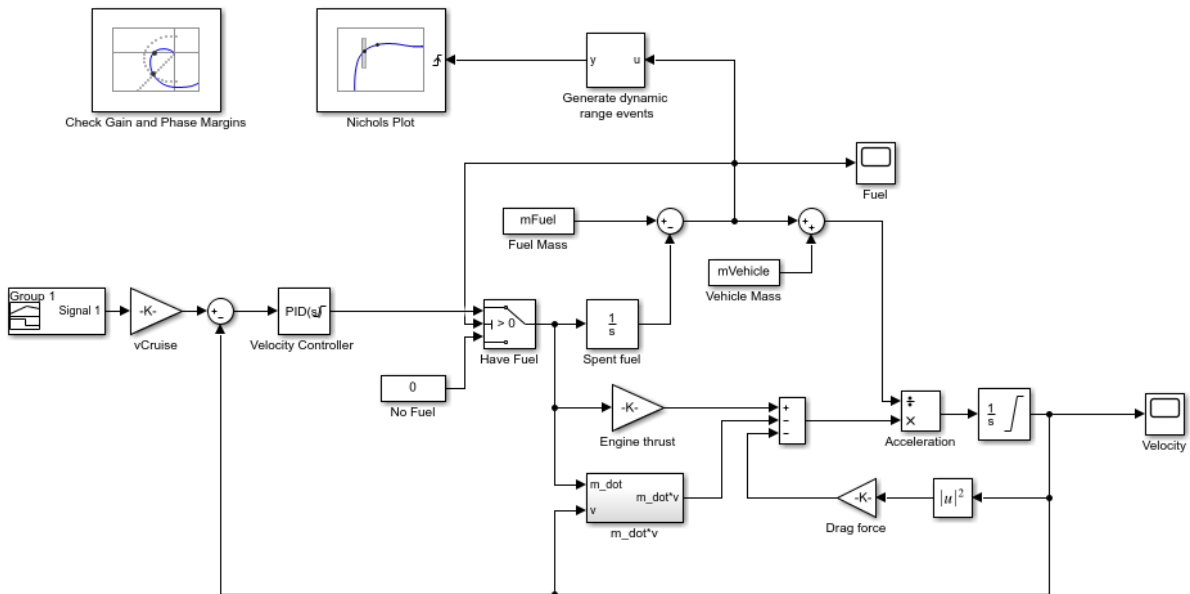 Check Gain and Phase Margins
Nichols Plot
y
u
Generate dynamic
range events
Fuel
mFuel
Fuel Mass
+
−
+
+
mVehicle
Vehicle Mass
Group 1
Signal 1
-K-
vCruise
+
−
PID(s)
Velocity Controller
> 0
Have Fuel
1
s
Spent fuel
0
No Fuel
-K-
Engine thrust
+
−
−
÷
×
Acceleration
1
s
Velocity
m_dot
v
m_dot*v
m_dot*v
-K-
Drag force
|u|²